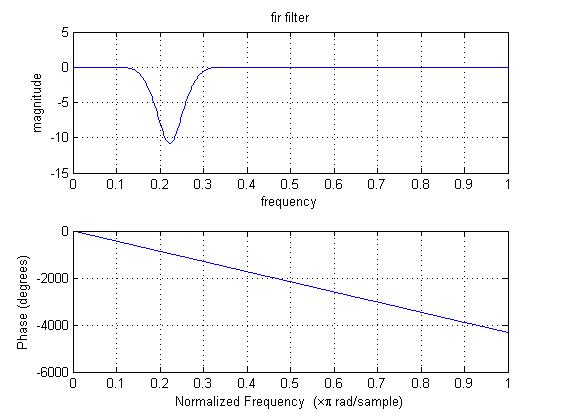 fir filter
5
0
-5
-10
-15
magnitude
0 0.1 0.2 0.3 0.4 0.5 0.6 0.7 0.8 0.9 1
frequency
0
-2000
-4000
-6000
Phase (degrees)
0 0.1 0.2 0.3 0.4 0.5 0.6 0.7 0.8 0.9 1
Normalized Frequency (×π rad/sample)